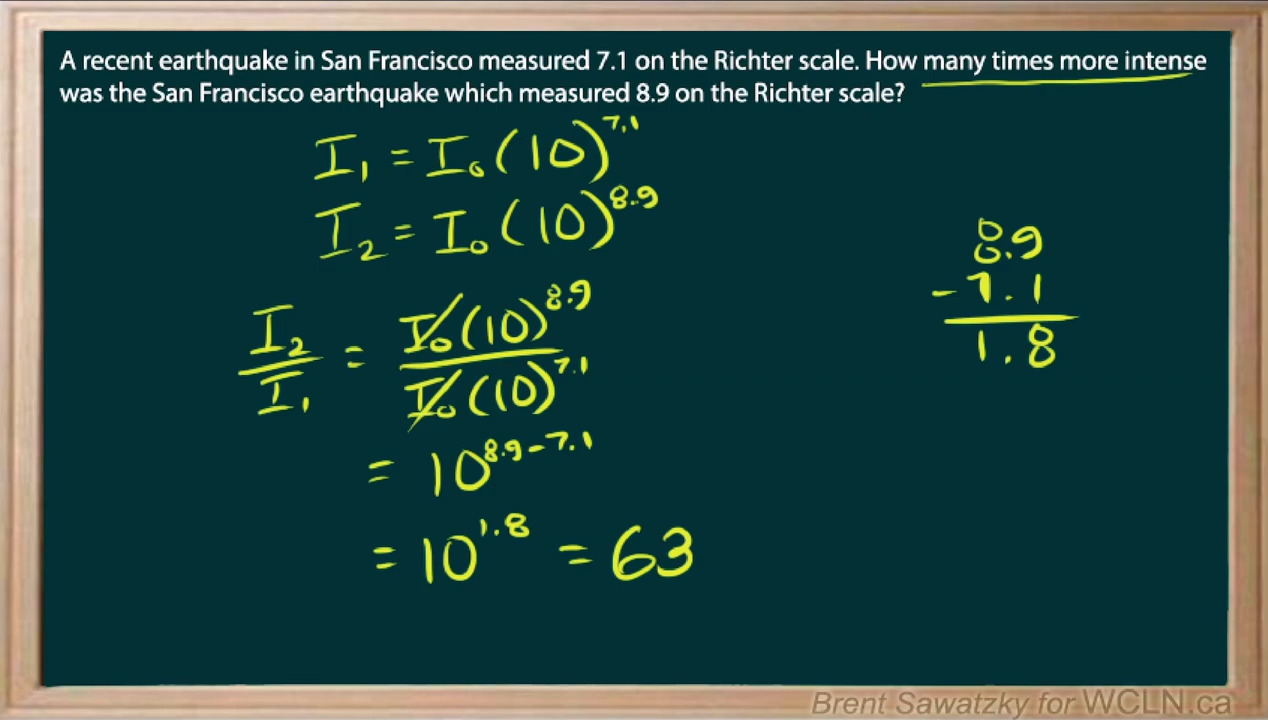 A recent earthquake in San Francisco measured 7.1 on the Richter scale. How many times more intense
was the San Francisco earthquake which measured 8.9 on the Richter scale?
I₁ = I₀(10)^7.1
I₂ = I₀(10)^8.9
I₂/I₁ = I₀(10)^8.9/I₀(10)^7.1
= 10^8.9-7.1
= 10^1.8 = 63
8.9
-7.1
1.8
Brent Sawatzky for WCLN.ca